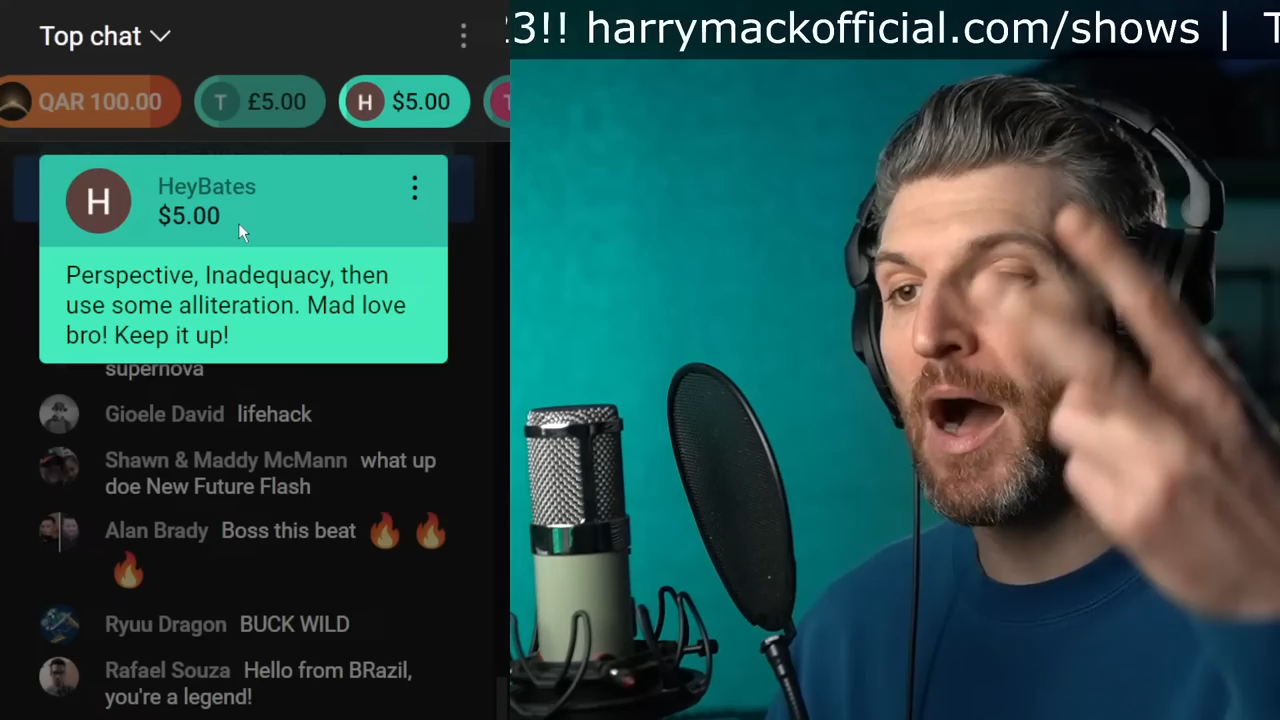 Top chat
23!! harrymackofficial.com/shows |
QAR 100.00
T £5.00
H $5.00
H
HeyBates
$5.00
Perspective, Inadequacy, then
use some alliteration. Mad love
bro! Keep it up!
supernova
Gioele David lifehack
Shawn & Maddy McMann what up
doe New Future Flash
Alan Brady Boss this beat 🔥 🔥
🔥
Ryuu Dragon BUCK WILD
Rafael Souza Hello from BRazil,
you're a legend!